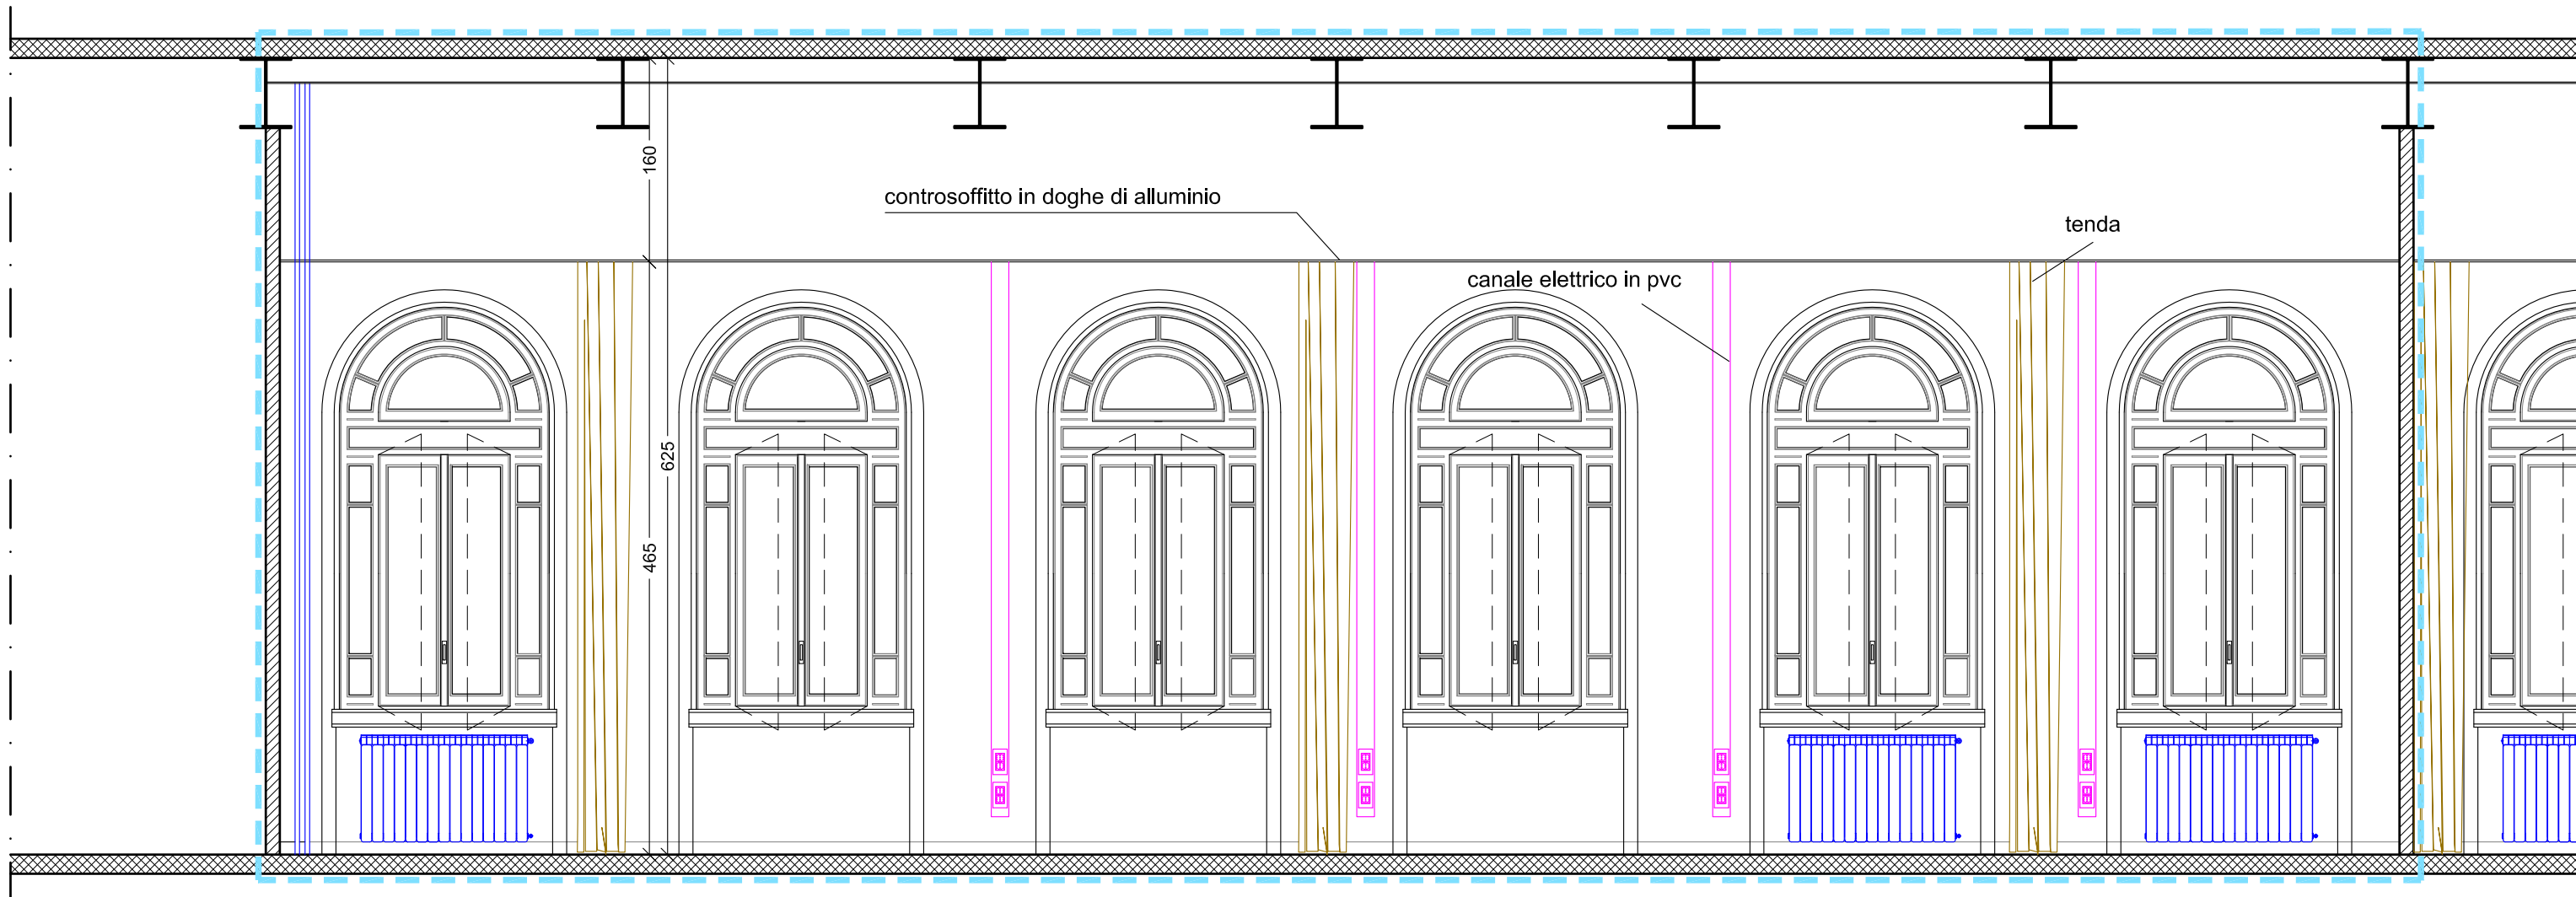 160
controsoffitto in doghe di alluminio
tenda
canale elettrico in pvc
625
465